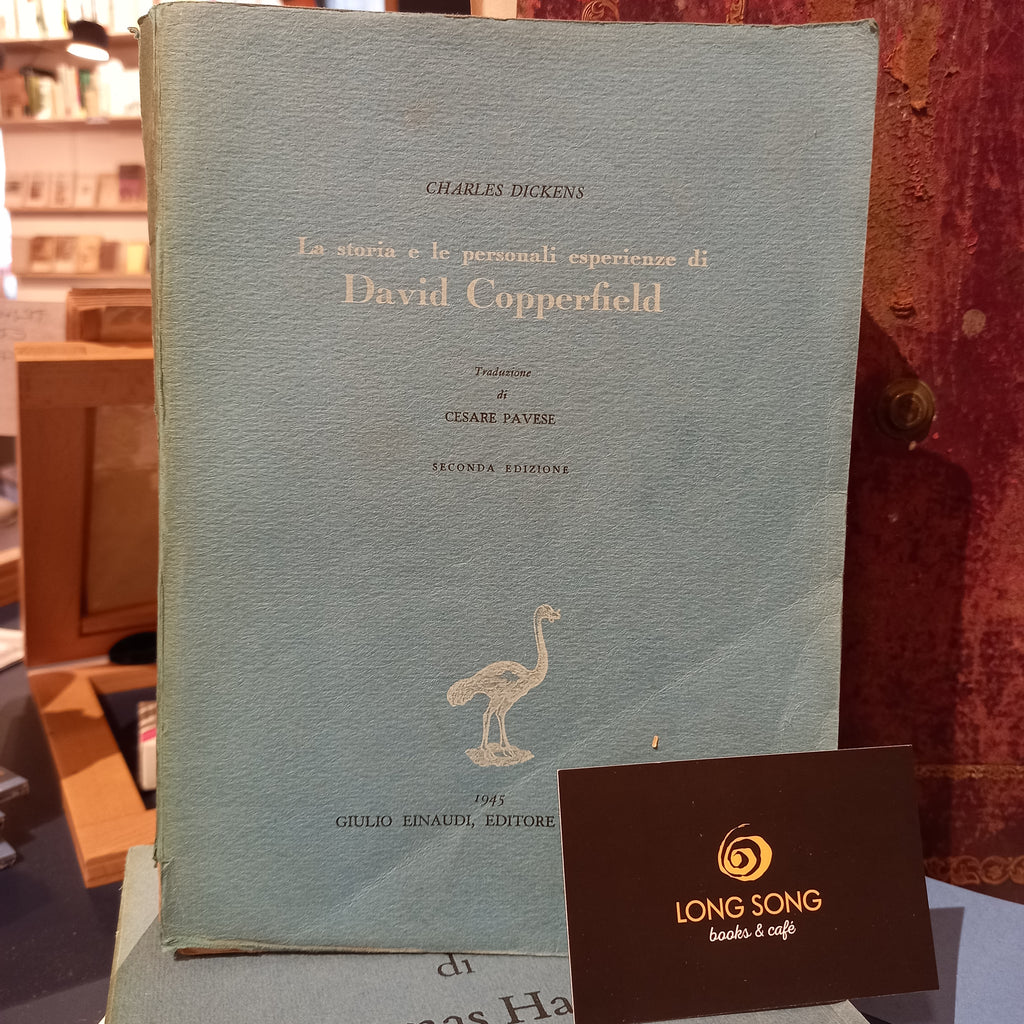 CHARLES DICKENS
La storia e le personali esperienze di
David Copperfield
Traduzione
di
CESARE PAVESE
SECONDA EDIZIONE
1945
GIULIO EINAUDI, EDITORE
LONG SONG
books & café
di